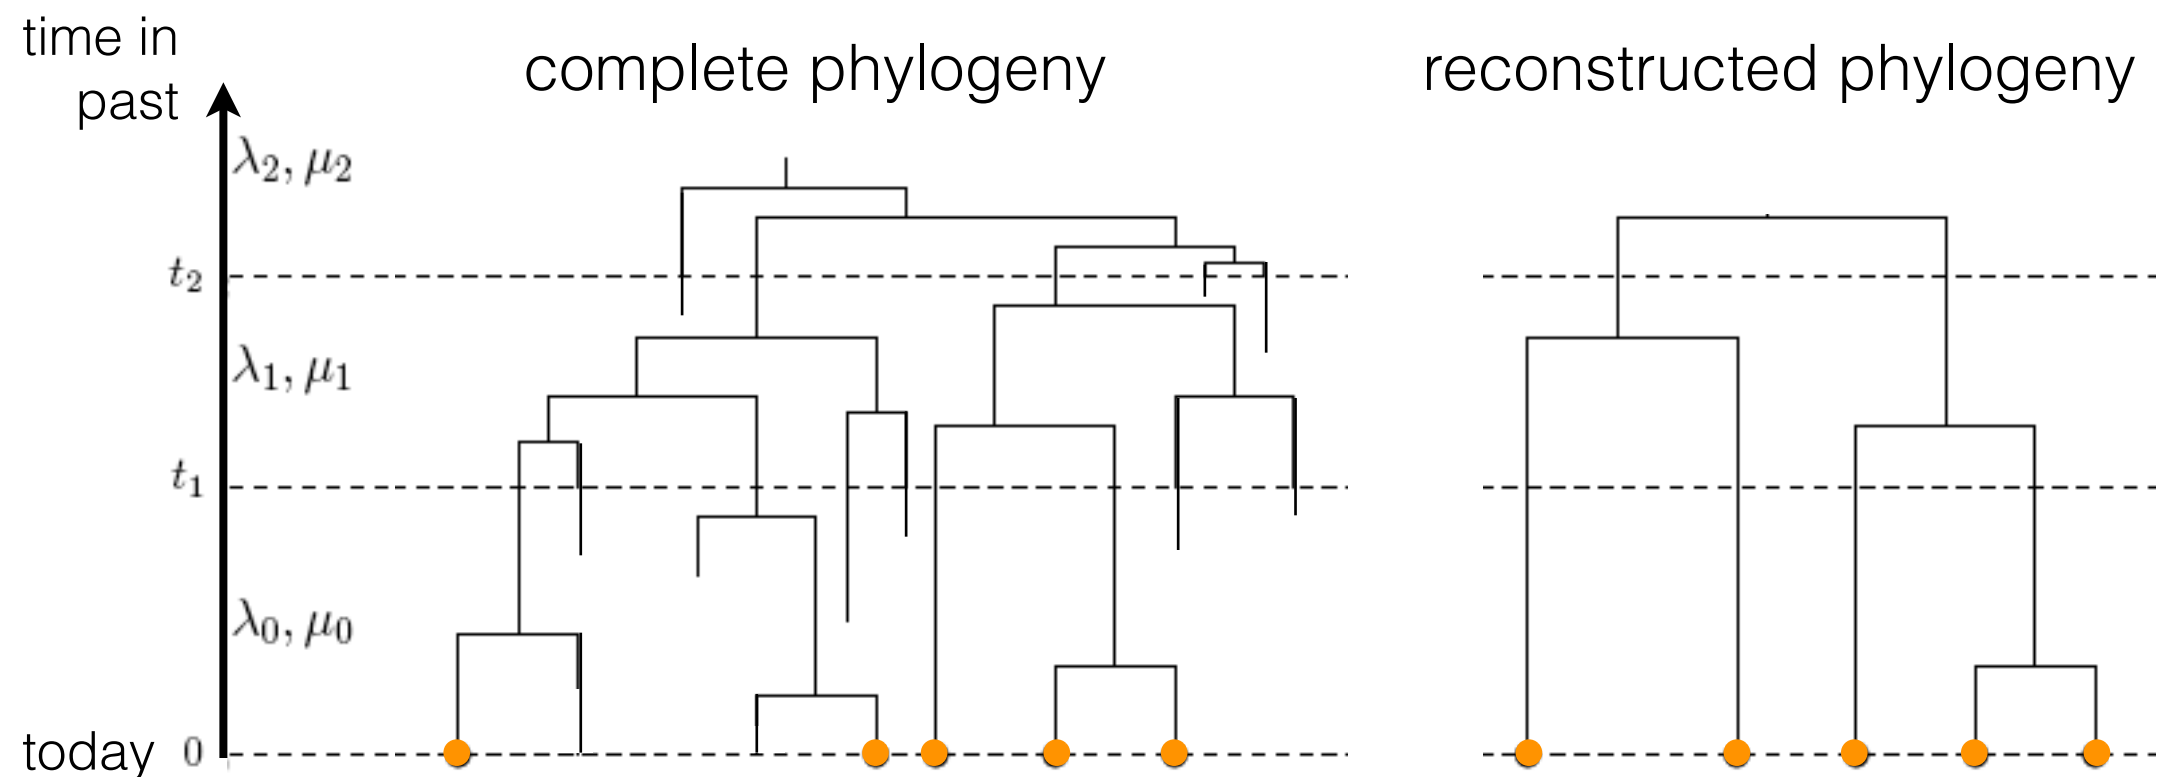 time in
past
complete phylogeny
reconstructed phylogeny
λ₂, μ₂
t₂
λ₁, μ₁
t₁
λ₀, μ₀
today 0